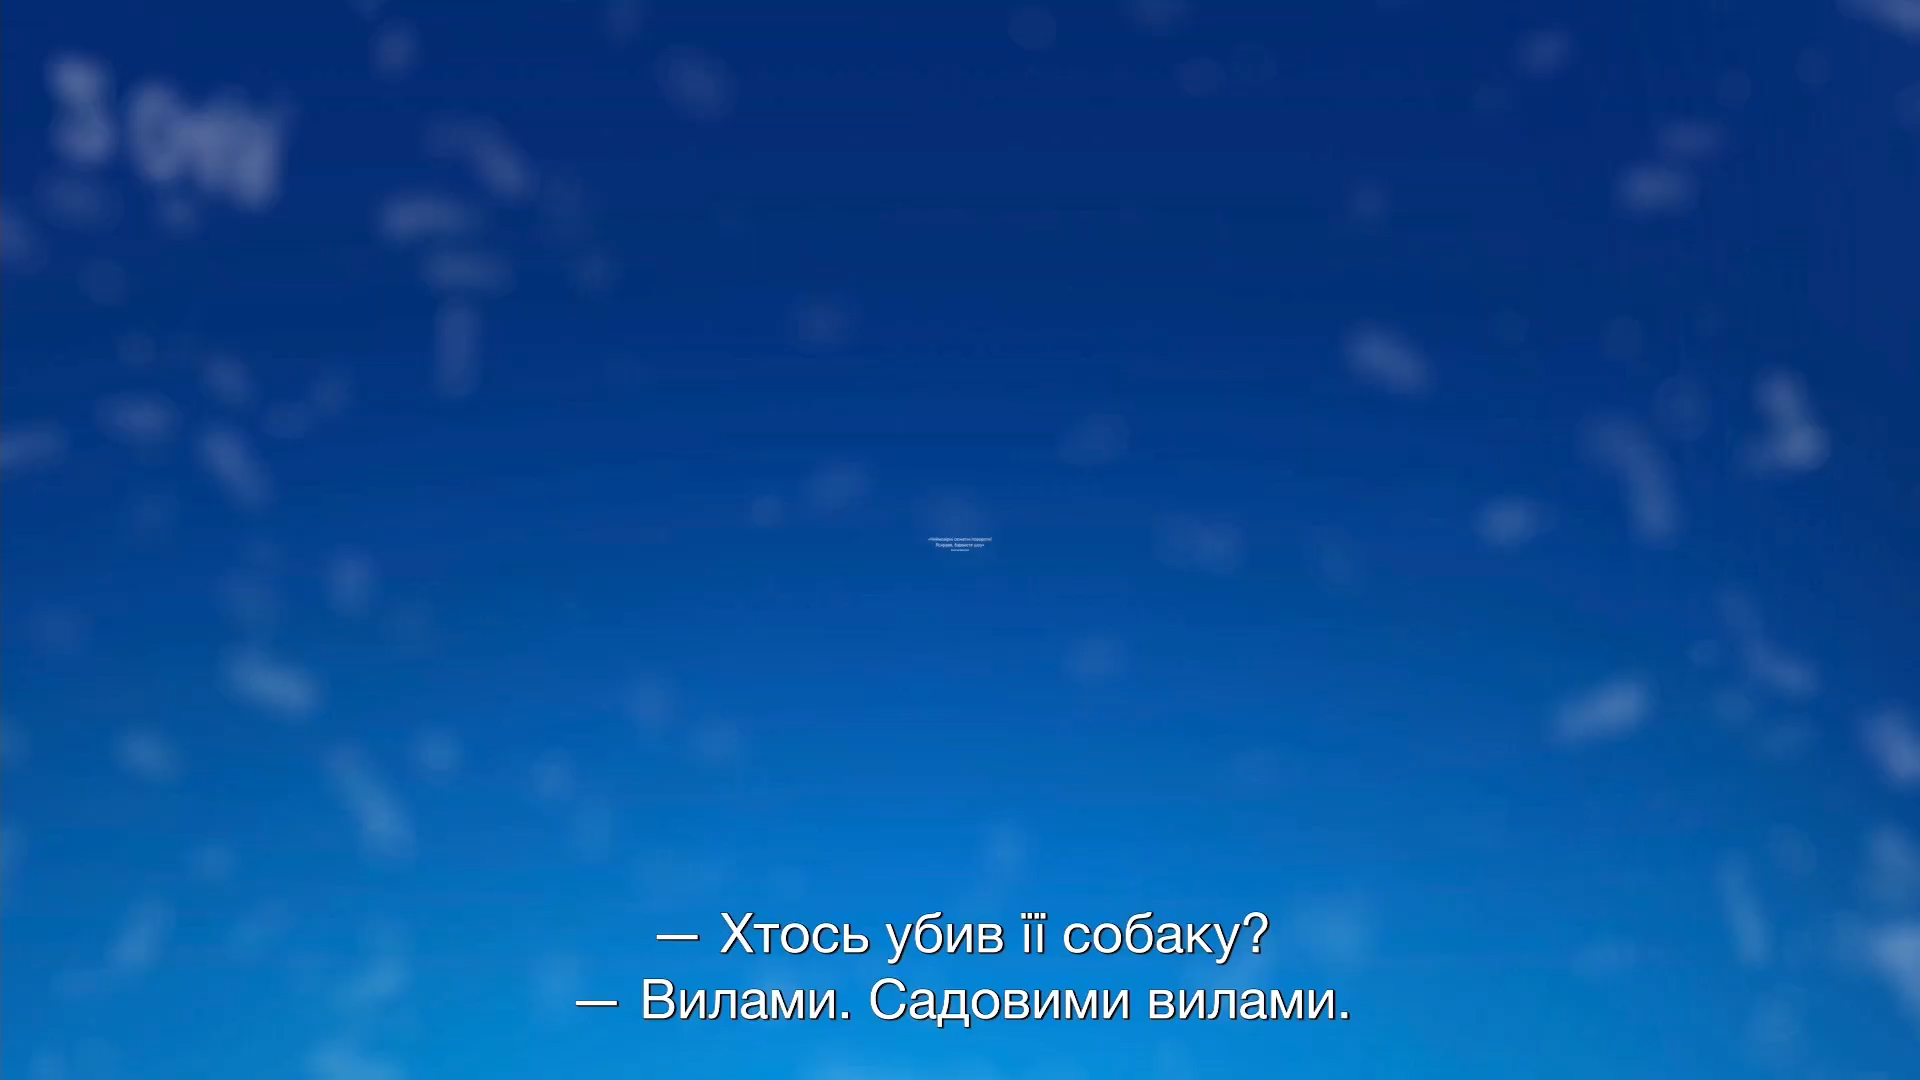 — Хтось убив її собаку?
— Вилами. Садовими вилами.